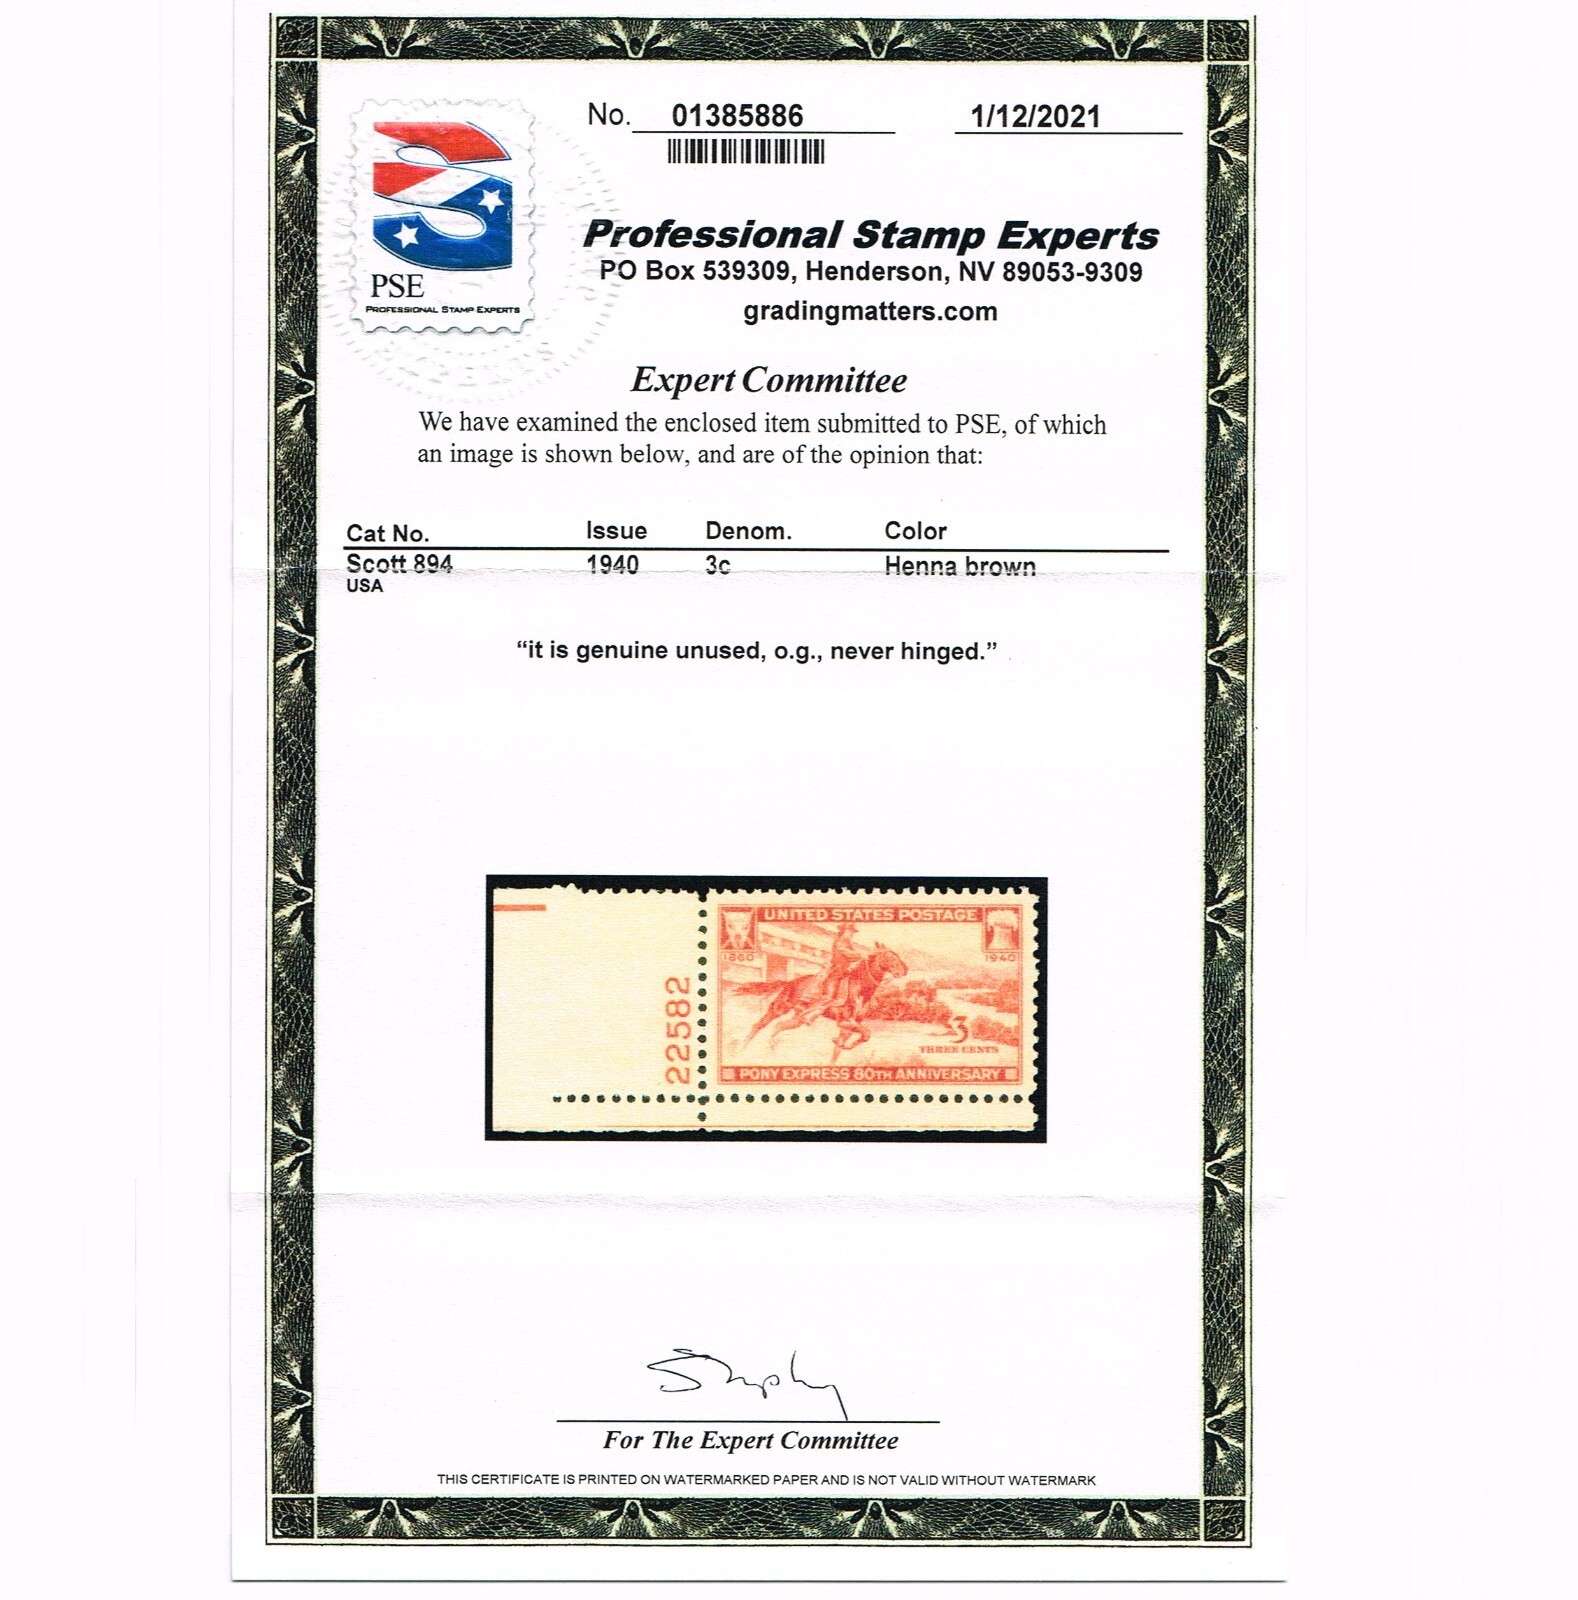 No. 01385886 1/12/2021
PSE
PROFESSIONAL STAMP EXPERTS
Professional Stamp Experts
PO Box 539309, Henderson, NV 89053-9309
gradingmatters.com
Expert Committee
We have examined the enclosed item submitted to PSE, of which
an image is shown below, and are of the opinion that:
Cat No. Issue Denom. Color
Scott 894 1940 3c Henna brown
USA
“it is genuine unused, o.g., never hinged.”
UNITED STATES POSTAGE
1860 1940
22582
3
THREE CENTS
PONY EXPRESS 80TH ANNIVERSARY
For The Expert Committee
THIS CERTIFICATE IS PRINTED ON WATERMARKED PAPER AND IS NOT VALID WITHOUT WATERMARK